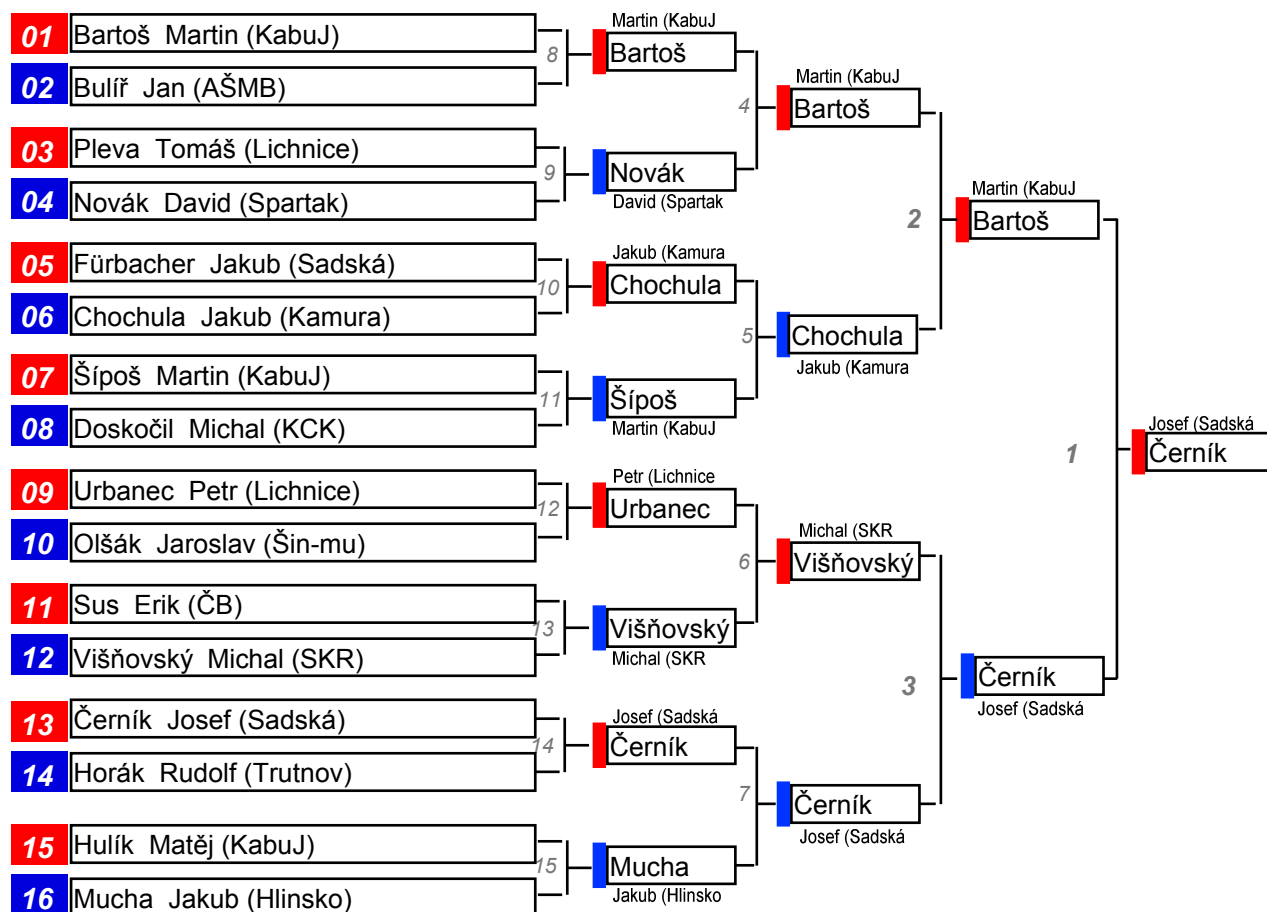 01 Bartoš Martin (KabuJ)
02 Bulíř Jan (AŠMB)
03 Pleva Tomáš (Lichnice)
04 Novák David (Spartak)
05 Fürbacher Jakub (Sadská)
06 Chochula Jakub (Kamura)
07 Šípoš Martin (KabuJ)
08 Doskočil Michal (KCK)
09 Urbanec Petr (Lichnice)
10 Olšák Jaroslav (Šin-mu)
11 Sus Erik (ČB)
12 Višňovský Michal (SKR)
13 Černík Josef (Sadská)
14 Horák Rudolf (Trutnov)
15 Hulík Matěj (KabuJ)
16 Mucha Jakub (Hlinsko)
8
Martin (KabuJ
Bartoš
9
Novák
David (Spartak
10
Jakub (Kamura
Chochula
11
Šípoš
Martin (KabuJ
12
Petr (Lichnice
Urbanec
13
Višňovský
Michal (SKR
14
Josef (Sadská
Černík
15
Mucha
Jakub (Hlinsko
4
Martin (KabuJ
Bartoš
5
Chochula
Jakub (Kamura
6
Michal (SKR
Višňovský
7
Černík
Josef (Sadská
2
Martin (KabuJ
Bartoš
3
Černík
Josef (Sadská
1
Josef (Sadská
Černík